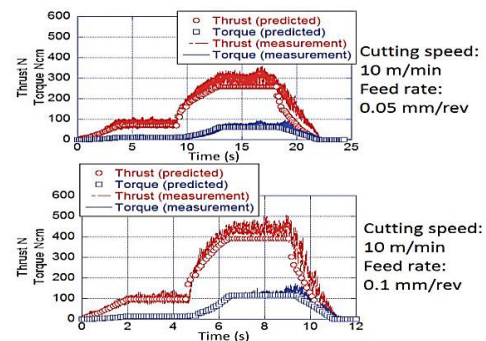 600
500
400
300
200
100
0
Thrust N
Torque Ncm
Thrust (predicted)
Torque (predicted)
Thrust (measurement)
Torque (measurement)
0 5 10 15 20 25
Time (s)
Cutting speed:
10 m/min
Feed rate:
0.05 mm/rev
600
500
400
300
200
100
0
Thrust N
Torque Ncm
Thrust (predicted)
Torque (predicted)
Thrust (measurement)
Torque (measurement)
0 2 4 6 8 10 12
Time (s)
Cutting speed:
10 m/min
Feed rate:
0.1 mm/rev